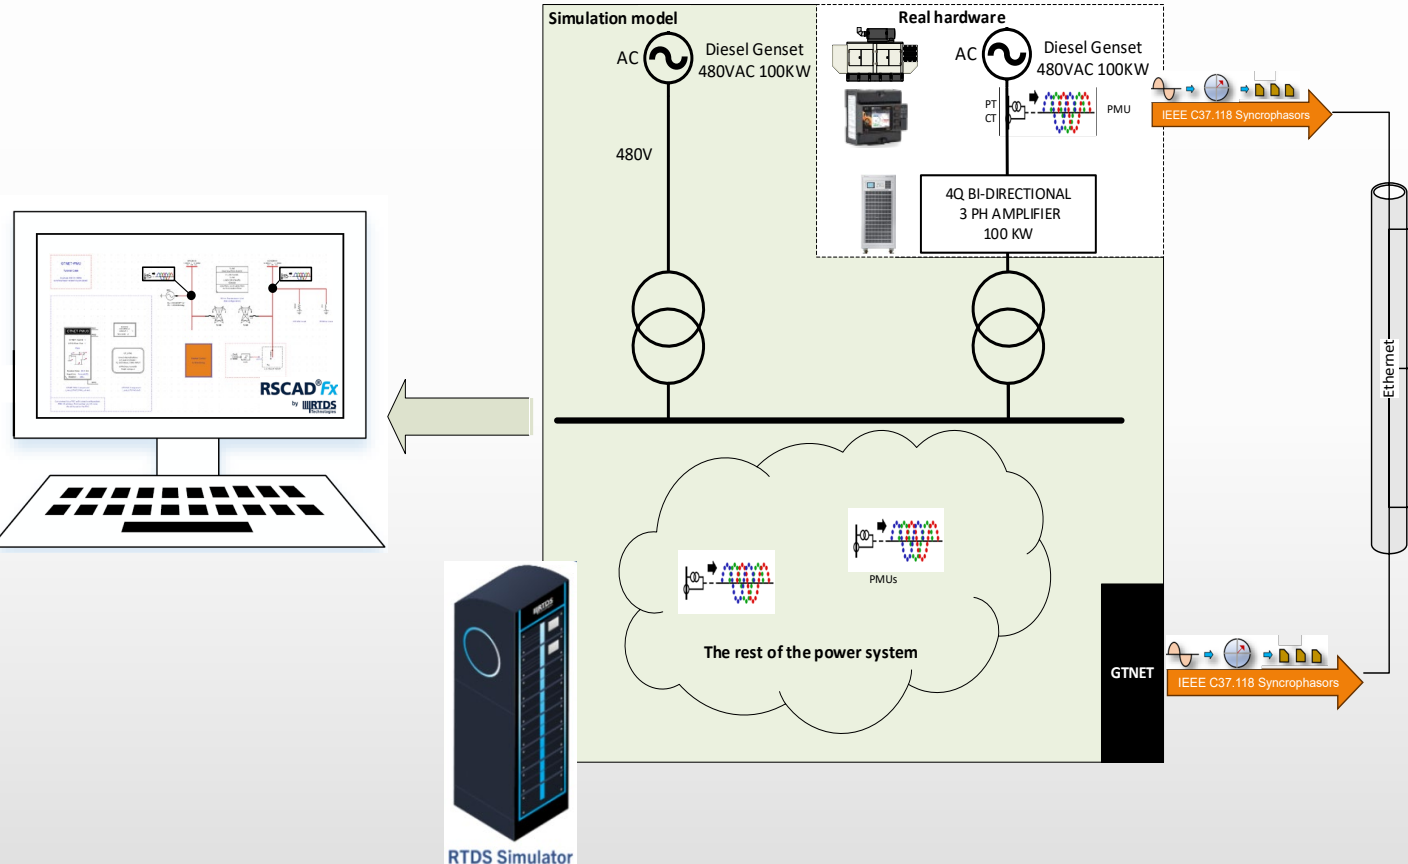 Simulation model
Real hardware
AC
Diesel Genset
480VAC 100KW
AC
Diesel Genset
480VAC 100KW
PT
CT
PMU
IEEE C37.118 Syncrophasors
480V
4Q BI-DIRECTIONAL
3 PH AMPLIFIER
100 KW
Ethernet
RSCAD®Fx
by RTDS
Technologies
PMUs
The rest of the power system
GTNET
IEEE C37.118 Syncrophasors
RTDS
RTDS Simulator